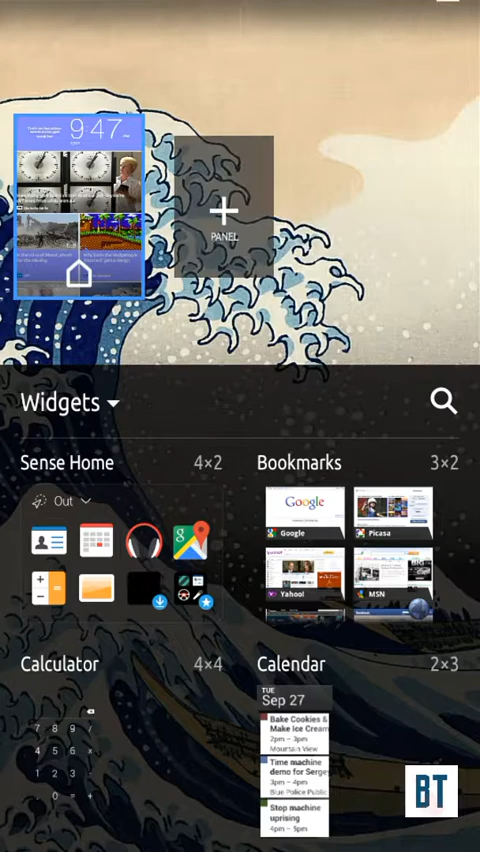 9:47
PANEL
Widgets
Sense Home 4×2
Bookmarks 3×2
Out
Google
Google
Picasa
Yahoo!
MSN
Calculator 4×4
Calendar 2×3
TUE
Sep 27
Bake Cookies &
Make Ice Cream
2pm – 3pm
Mountain View
Time machine
demo for Serge
3pm – 4pm
Blue Police Public
Stop machine
uprising
4pm – 5pm
7 8 9 /
4 5 6 ×
1 2 3 -
0 = +
BT